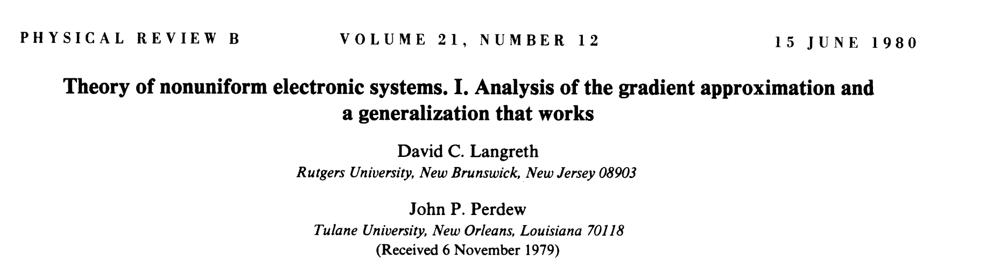 PHYSICAL REVIEW B VOLUME 21, NUMBER 12 15 JUNE 1980
Theory of nonuniform electronic systems. I. Analysis of the gradient approximation and
a generalization that works
David C. Langreth
Rutgers University, New Brunswick, New Jersey 08903
John P. Perdew
Tulane University, New Orleans, Louisiana 70118
(Received 6 November 1979)